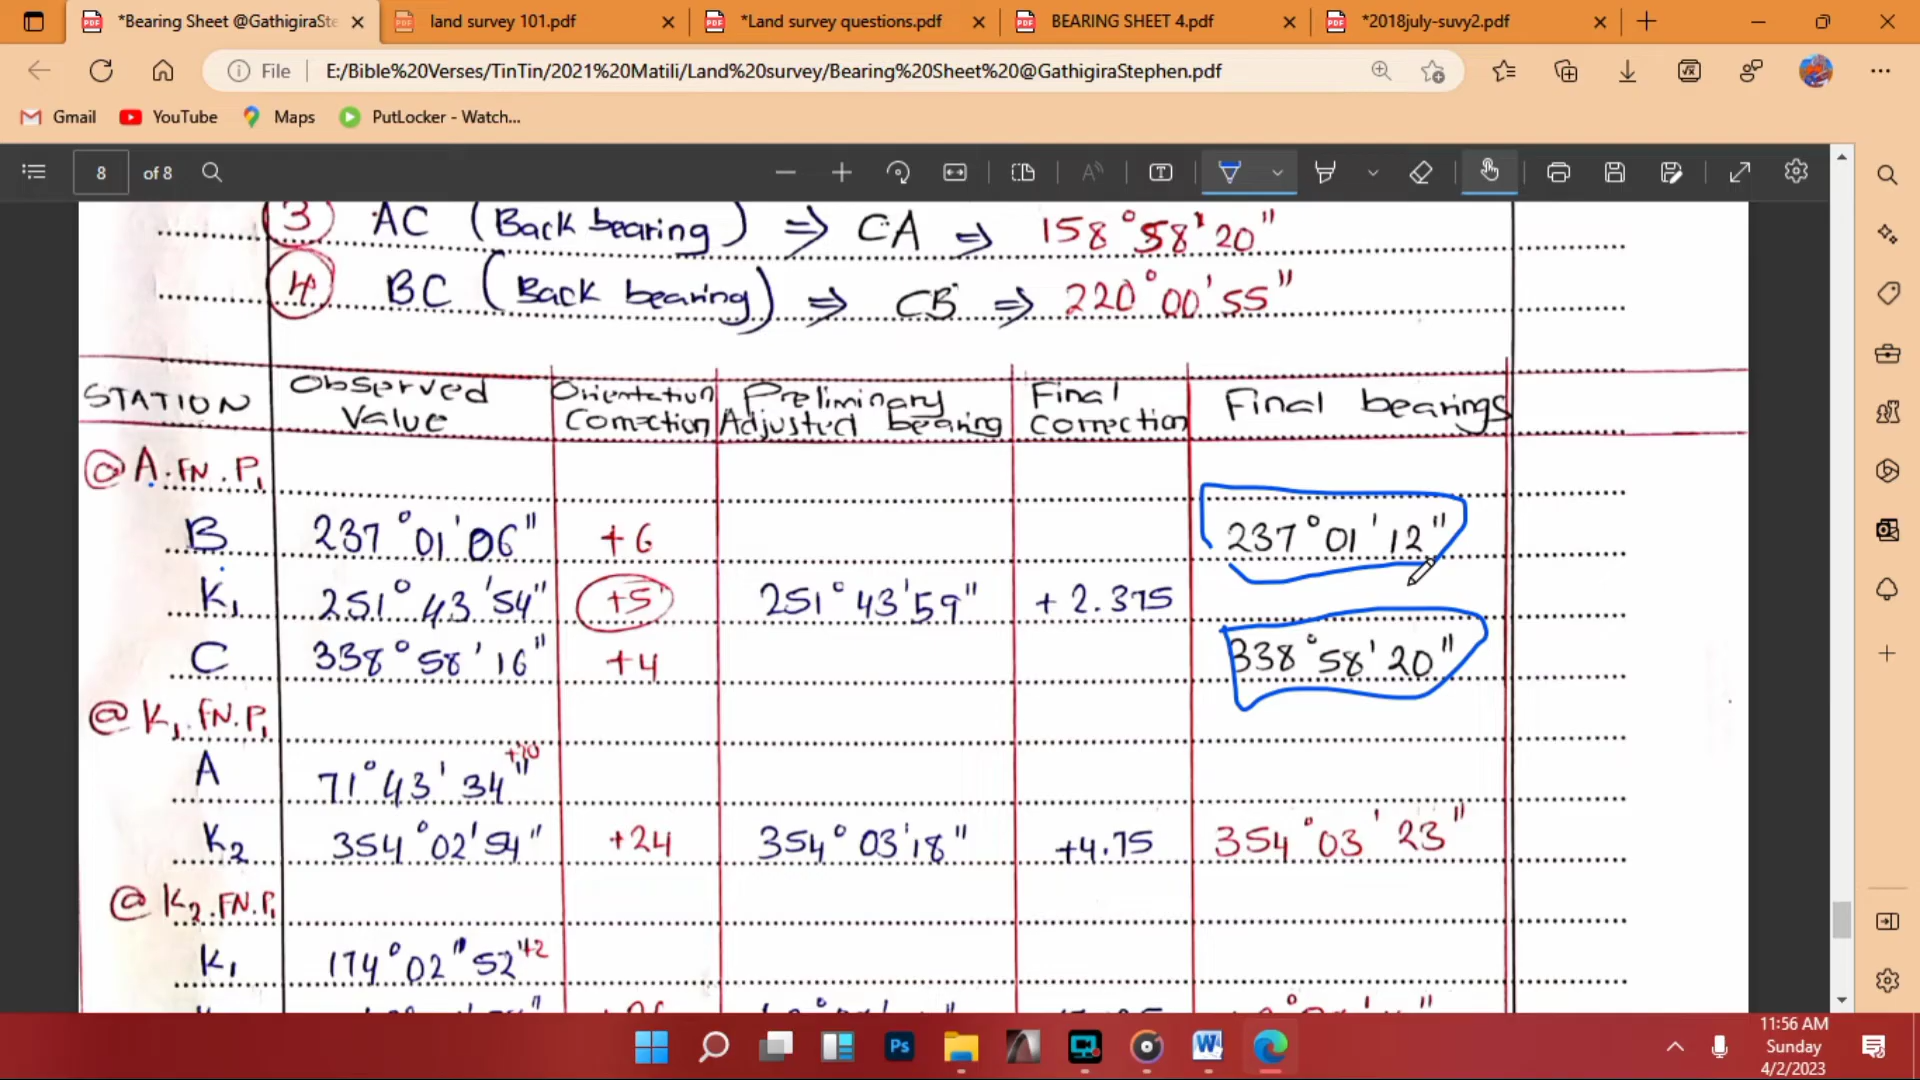 *Bearing Sheet @GathigiraSte
land survey 101.pdf
*Land survey questions.pdf
BEARING SHEET 4.pdf
*2018july-suvy2.pdf
File
E:/Bible%20Verses/TinTin/2021%20Matili/Land%20survey/Bearing%20Sheet%20@GathigiraStephen.pdf
Gmail YouTube Maps PutLocker - Watch...
8 of 8
3 AC (Back bearing) ⇒ CA ⇒ 158°58'20"
4 BC (Back bearing) ⇒ CB ⇒ 220°00'55"
STATION Observed Value Orientation Correction Preliminary Adjusted bearing Final correction Final bearings
@ A.FN.P1
B 237°01'06" +6 237°01'12"
K1 251°43'54" +5 251°43'59" +2.375
C 338°58'16" +4 338°58'20"
@ K1.FN.P1
A 71°43'34" +20
K2 354°02'54" +24 354°03'18" +4.75 354°03'23"
@ K2.FN.P1
K1 174°02"52" +2
Ps
11:56 AM
Sunday
4/2/2023